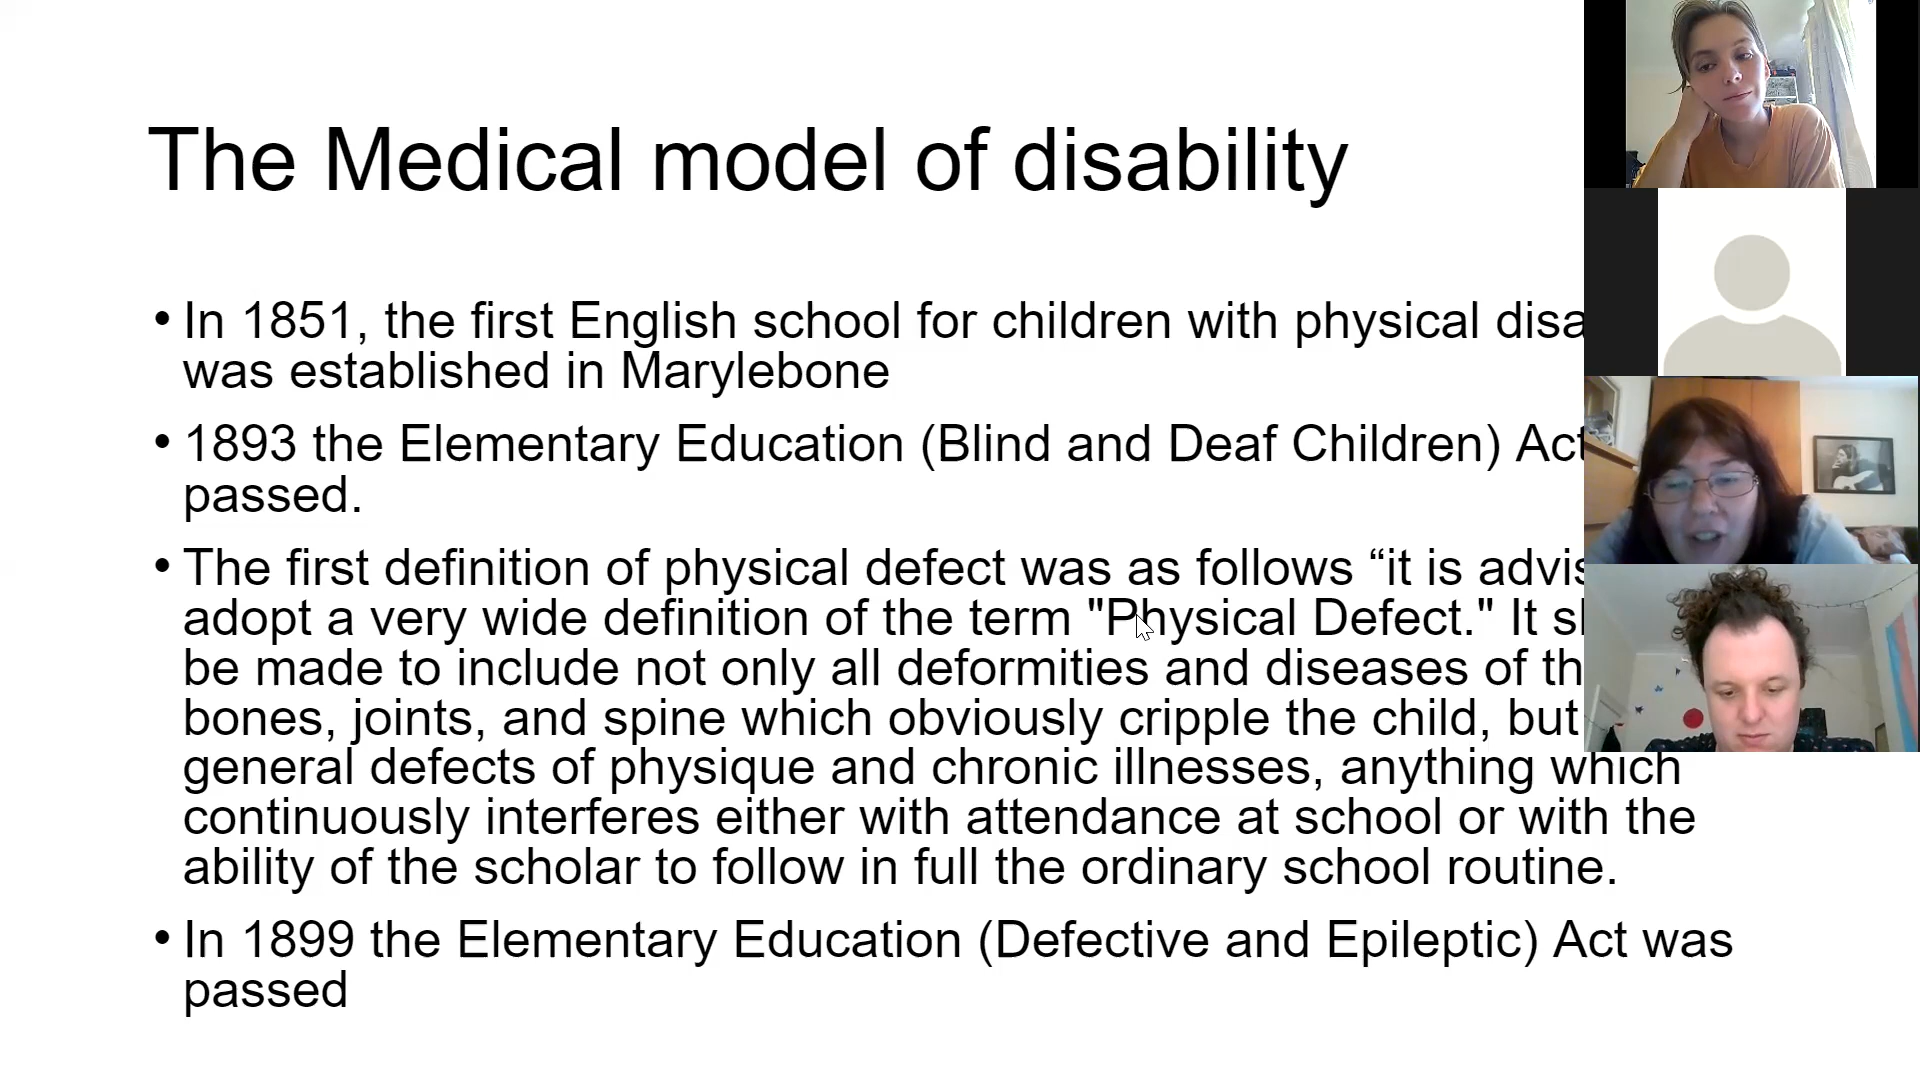 The Medical model of disability
• In 1851, the first English school for children with physical
was established in Marylebone
• 1893 the Elementary Education (Blind and Deaf Children) Act
passed.
• The first definition of physical defect was as follows “it is
adopt a very wide definition of the term "Physical Defect." It
be made to include not only all deformities and diseases of
bones, joints, and spine which obviously cripple the child, but
general defects of physique and chronic illnesses, anything which
continuously interferes either with attendance at school or with the
ability of the scholar to follow in full the ordinary school routine.
• In 1899 the Elementary Education (Defective and Epileptic) Act was
passed